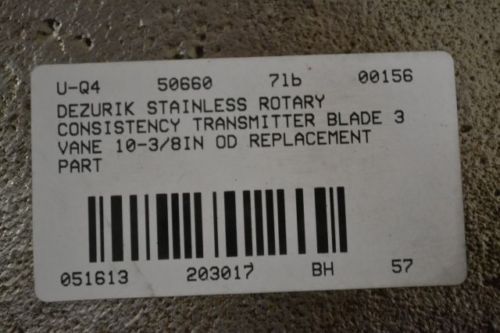 U-Q4 50660 7lb 00156
DEZURIK STAINLESS ROTARY
CONSISTENCY TRANSMITTER BLADE 3
VANE 10-3/8IN OD REPLACEMENT
PART
051613 203017 BH 57